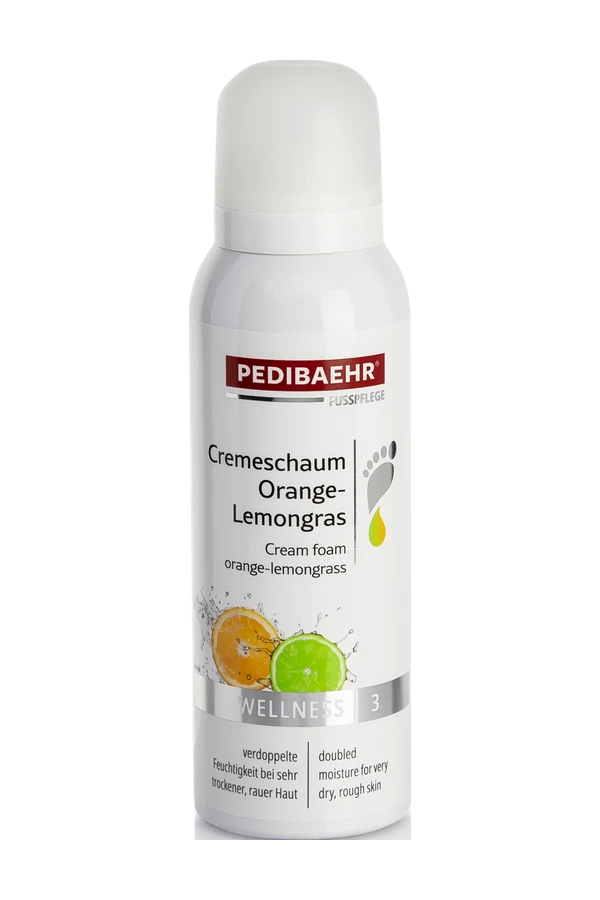 PEDIBAEHR®
FUSSPFLEGE
Cremeschaum
Orange-
Lemongras
Cream foam
orange-lemongrass
WELLNESS 3
verdoppelte
Feuchtigkeit bei sehr
trockener, rauer Haut
doubled
moisture for very
dry, rough skin